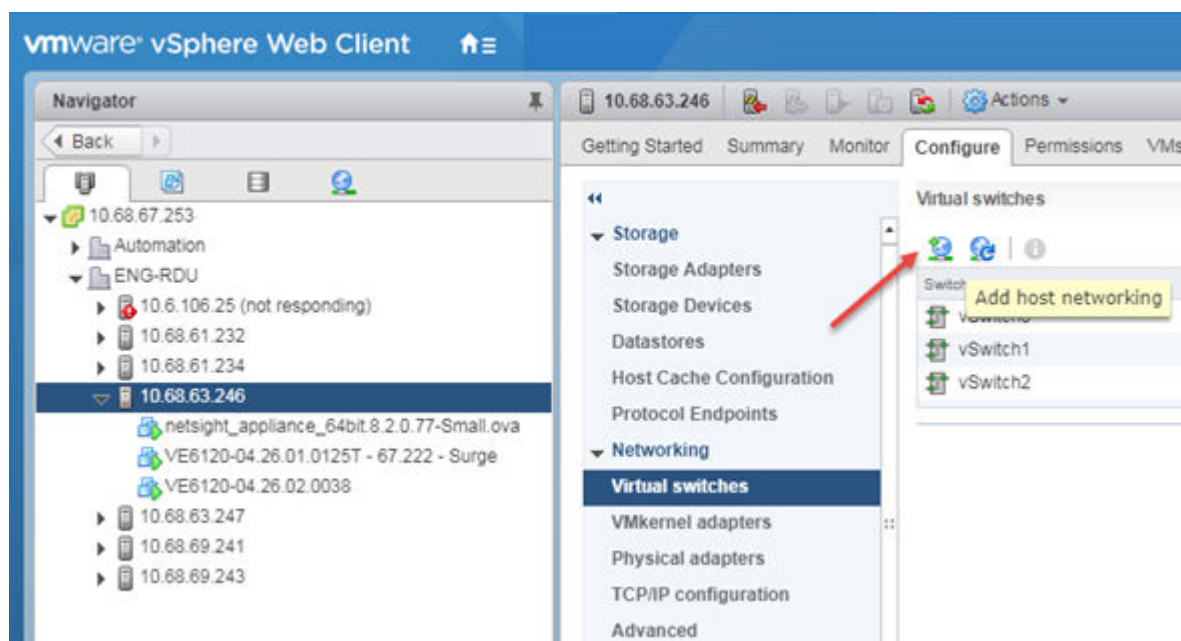 vmware® vSphere Web Client
Navigator
Back
10.68.67.253
Automation
ENG-RDU
10.6.106.25 (not responding)
10.68.61.232
10.68.61.234
10.68.63.246
netsight_appliance_64bit.8.2.0.77-Small.ova
VE6120-04.26.01.0125T - 67.222 - Surge
VE6120-04.26.02.0038
10.68.63.247
10.68.69.241
10.68.69.243
10.68.63.246
Actions
Getting Started Summary Monitor Configure Permissions VMs
Storage
Storage Adapters
Storage Devices
Datastores
Host Cache Configuration
Protocol Endpoints
Networking
Virtual switches
VMkernel adapters
Physical adapters
TCP/IP configuration
Advanced
Virtual switches
Add host networking
vSwitch1
vSwitch2